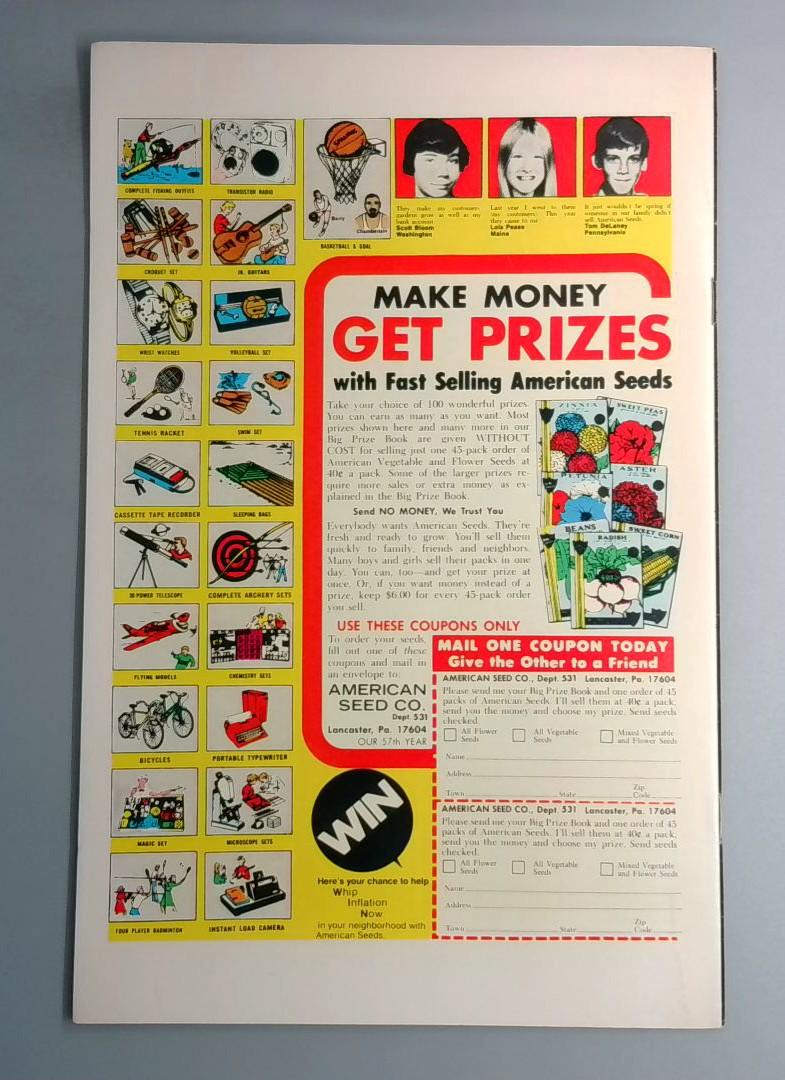 COMPLETE FISHING OUTFITS
TRANSISTOR RADIO
CROQUET SET
JR. GUITARS
WRIST WATCHES
VOLLEYBALL SET
TENNIS RACKET
SWIM SET
CASSETTE TAPE RECORDER
SLEEPING BAGS
30-POWER TELESCOPE
COMPLETE ARCHERY SETS
FLYING MODELS
CHEMISTRY SETS
BICYCLES
PORTABLE TYPEWRITER
MAGIC SET
MICROSCOPE SETS
FOUR PLAYER BADMINTON
INSTANT LOAD CAMERA
SPALDING
Barry
Chamberlain
BASKETBALL & GOAL
They make my customers
gardens grow as well as my
bank account
Scott Bloom
Washington
Last year I went to them
(my customers). This year
they came to me
Lois Pease
Maine
It just wouldn't be spring if
someone in our family didn't
sell American Seeds.
Tom DeLaney
Pennsylvania
MAKE MONEY
GET PRIZES
with Fast Selling American Seeds
Take your choice of 100 wonderful prizes.
You can earn as many as you want. Most
prizes shown here and many more in our
Big Prize Book are given WITHOUT
COST for selling just one 45-pack order of
American Vegetable and Flower Seeds at
40¢ a pack. Some of the larger prizes re-
quire more sales or extra money as ex-
plained in the Big Prize Book.
Send NO MONEY, We Trust You
Everybody wants American Seeds. They're
fresh and ready to grow. You'll sell them
quickly to family, friends and neighbors.
Many boys and girls sell their packs in one
day. You can, too—and get your prize at
once. Or, if you want money instead of a
prize, keep $6.00 for every 45-pack order
you sell.
ZINNIA
SWEET PEAS
PETUNIA
ASTER
BEANS
RADISH
SWEET CORN
USE THESE COUPONS ONLY
To order your seeds,
fill out one of these
coupons and mail in
an envelope to:
AMERICAN
SEED CO.
Dept. 531
Lancaster, Pa. 17604
OUR 57th YEAR
MAIL ONE COUPON TODAY
Give the Other to a Friend
AMERICAN SEED CO., Dept. 531 Lancaster, Pa. 17604
Please send me your Big Prize Book and one order of 45
packs of American Seeds. I'll sell them at 40¢ a pack,
send you the money and choose my prize. Send seeds
checked.
All Flower
Seeds
All Vegetable
Seeds
Mixed Vegetable
and Flower Seeds
Name
Address
Town State Zip Code
AMERICAN SEED CO., Dept. 531 Lancaster, Pa. 17604
Please send me your Big Prize Book and one order of 45
packs of American Seeds. I'll sell them at 40¢ a pack,
send you the money and choose my prize. Send seeds
checked.
All Flower
Seeds
All Vegetable
Seeds
Mixed Vegetable
and Flower Seeds
Name
Address
Town State Zip Code
WIN
Here's your chance to help
Whip
Inflation
Now
in your neighborhood with
American Seeds.